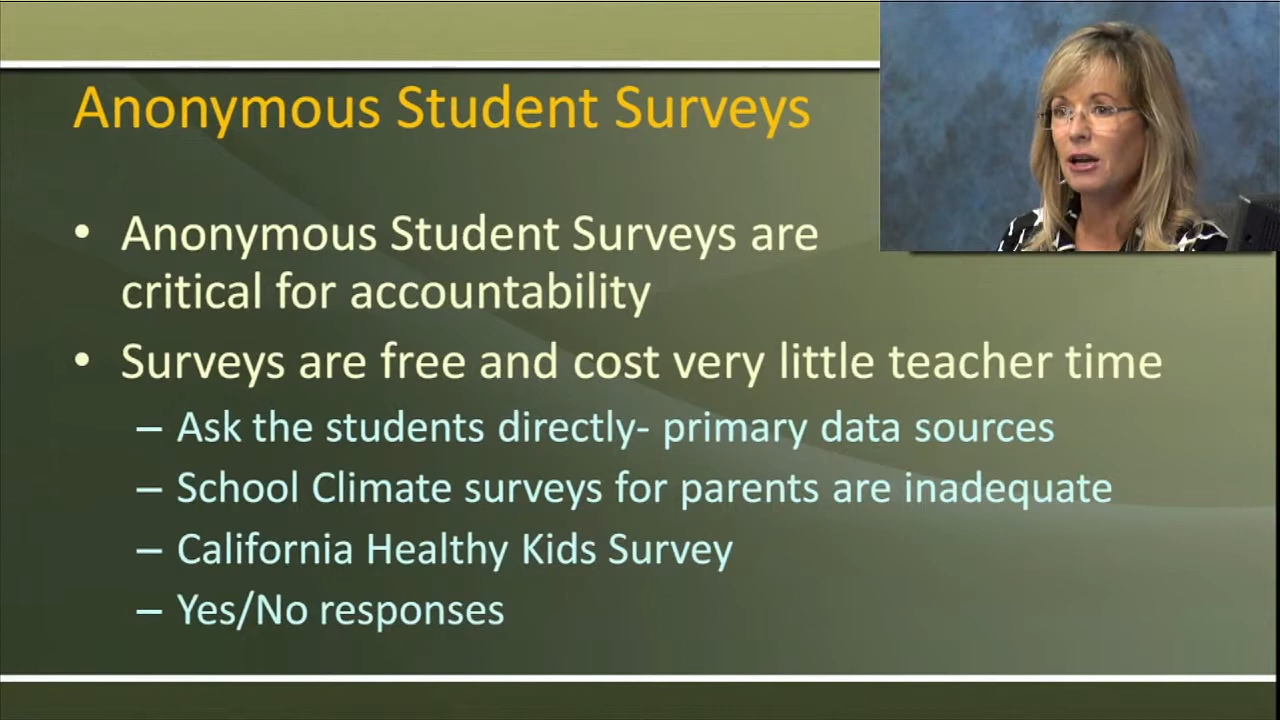 Anonymous Student Surveys
• Anonymous Student Surveys are
critical for accountability
• Surveys are free and cost very little teacher time
– Ask the students directly- primary data sources
– School Climate surveys for parents are inadequate
– California Healthy Kids Survey
– Yes/No responses